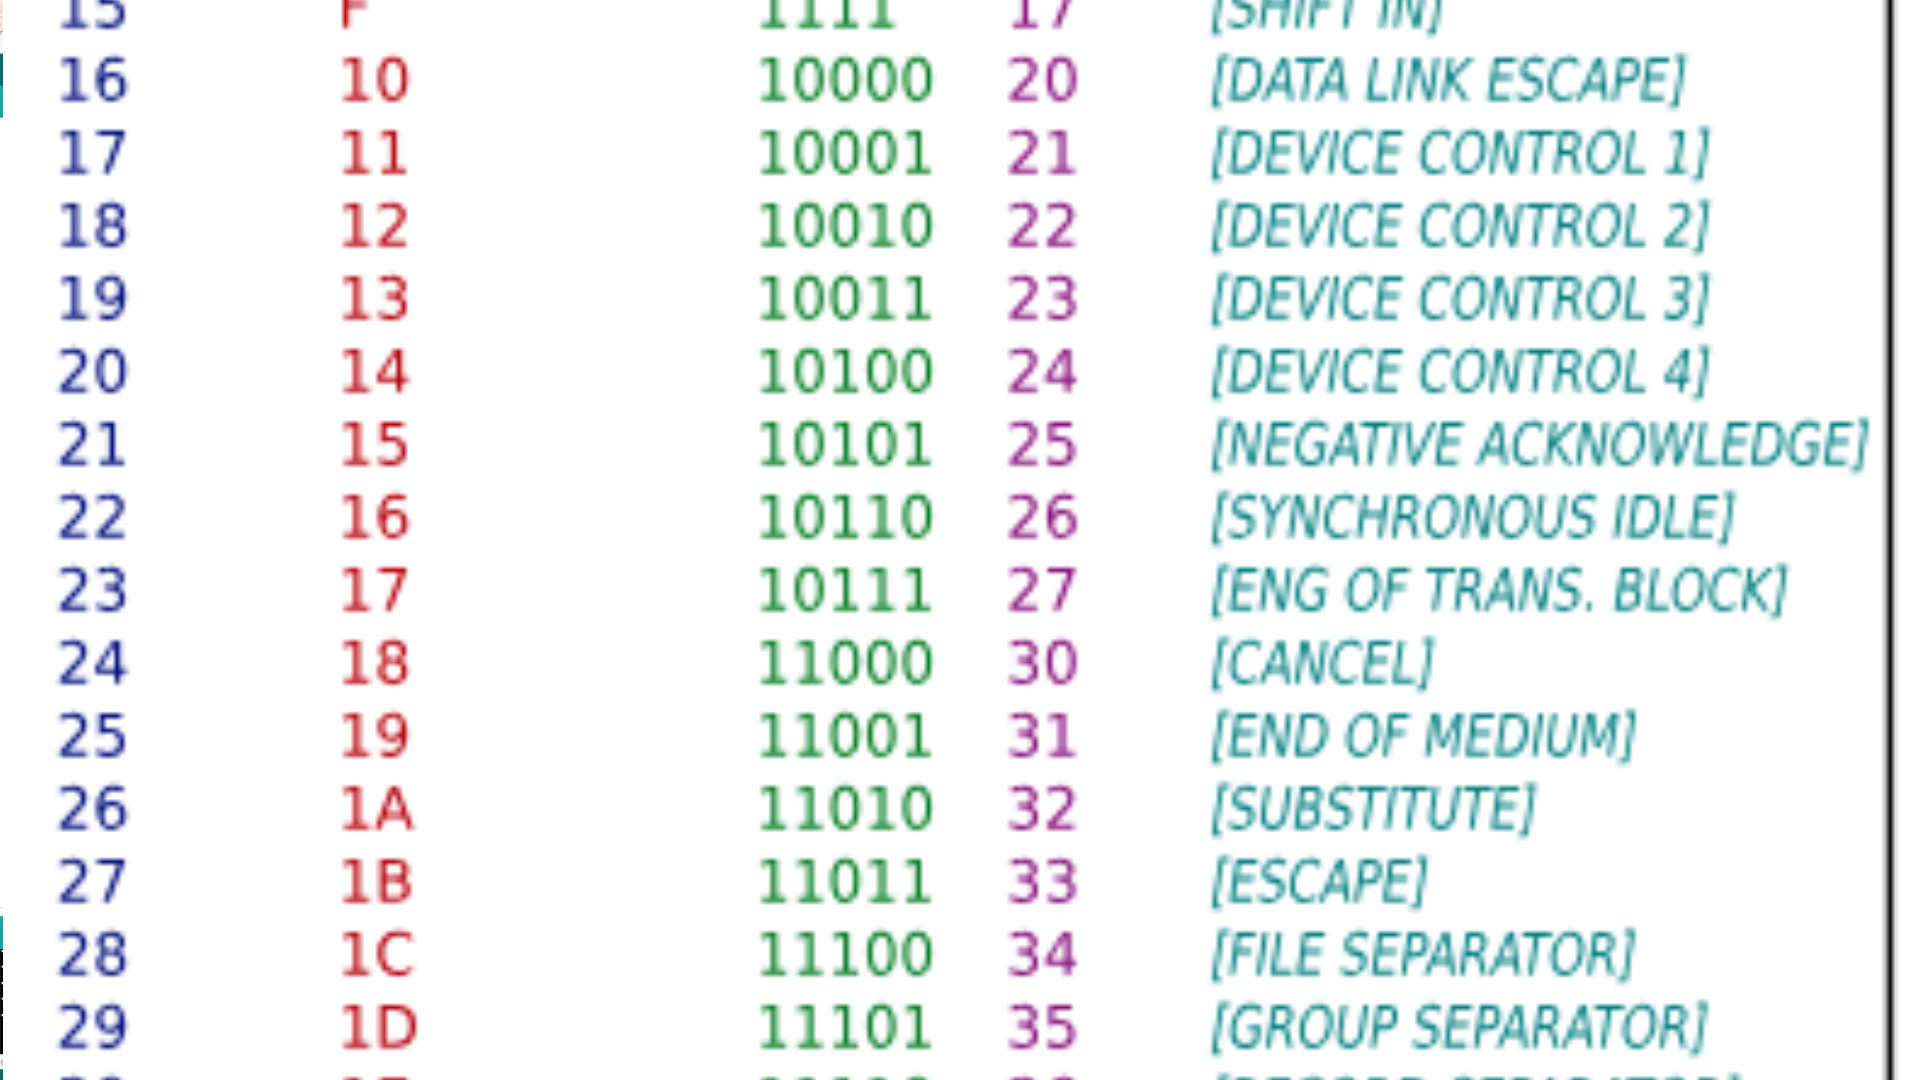 15 F 1111 17 [SHIFT IN]
16 10 10000 20 [DATA LINK ESCAPE]
17 11 10001 21 [DEVICE CONTROL 1]
18 12 10010 22 [DEVICE CONTROL 2]
19 13 10011 23 [DEVICE CONTROL 3]
20 14 10100 24 [DEVICE CONTROL 4]
21 15 10101 25 [NEGATIVE ACKNOWLEDGE]
22 16 10110 26 [SYNCHRONOUS IDLE]
23 17 10111 27 [ENG OF TRANS. BLOCK]
24 18 11000 30 [CANCEL]
25 19 11001 31 [END OF MEDIUM]
26 1A 11010 32 [SUBSTITUTE]
27 1B 11011 33 [ESCAPE]
28 1C 11100 34 [FILE SEPARATOR]
29 1D 11101 35 [GROUP SEPARATOR]